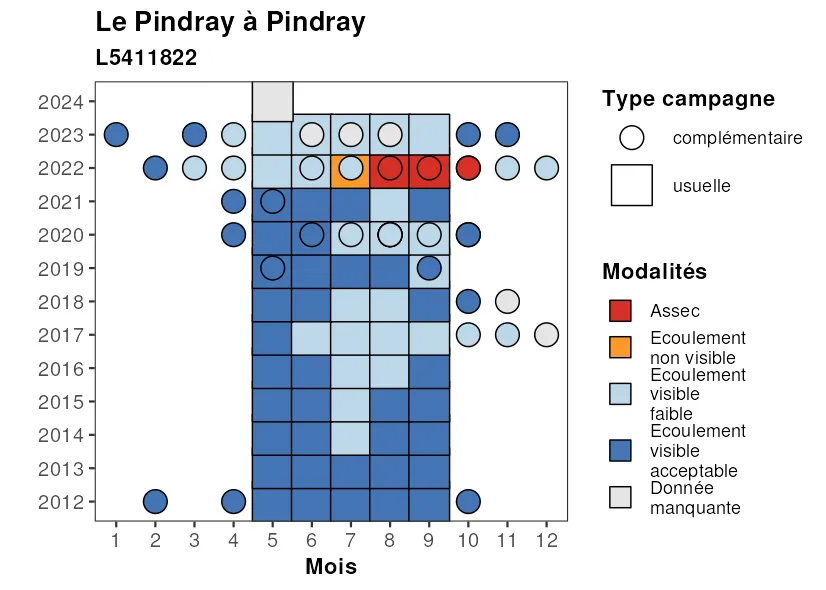 Le Pindray à Pindray
L5411822
2024
2023
2022
2021
2020
2019
2018
2017
2016
2015
2014
2013
2012
1 2 3 4 5 6 7 8 9 10 11 12
Mois
Type campagne
complémentaire
usuelle
Modalités
Assec
Ecoulement
non visible
Ecoulement
visible
faible
Ecoulement
visible
acceptable
Donnée
manquante